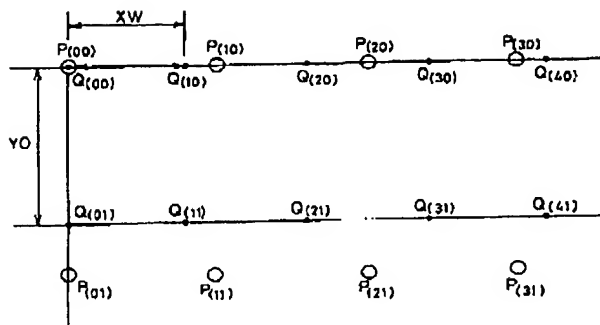 XW
P(00) P(10) P(20) P(30)
Q(00) Q(10) Q(20) Q(30) Q(40)
YO
Q(01) Q(11) Q(21) Q(31) Q(41)
P(01) P(11) P(21) P(31)